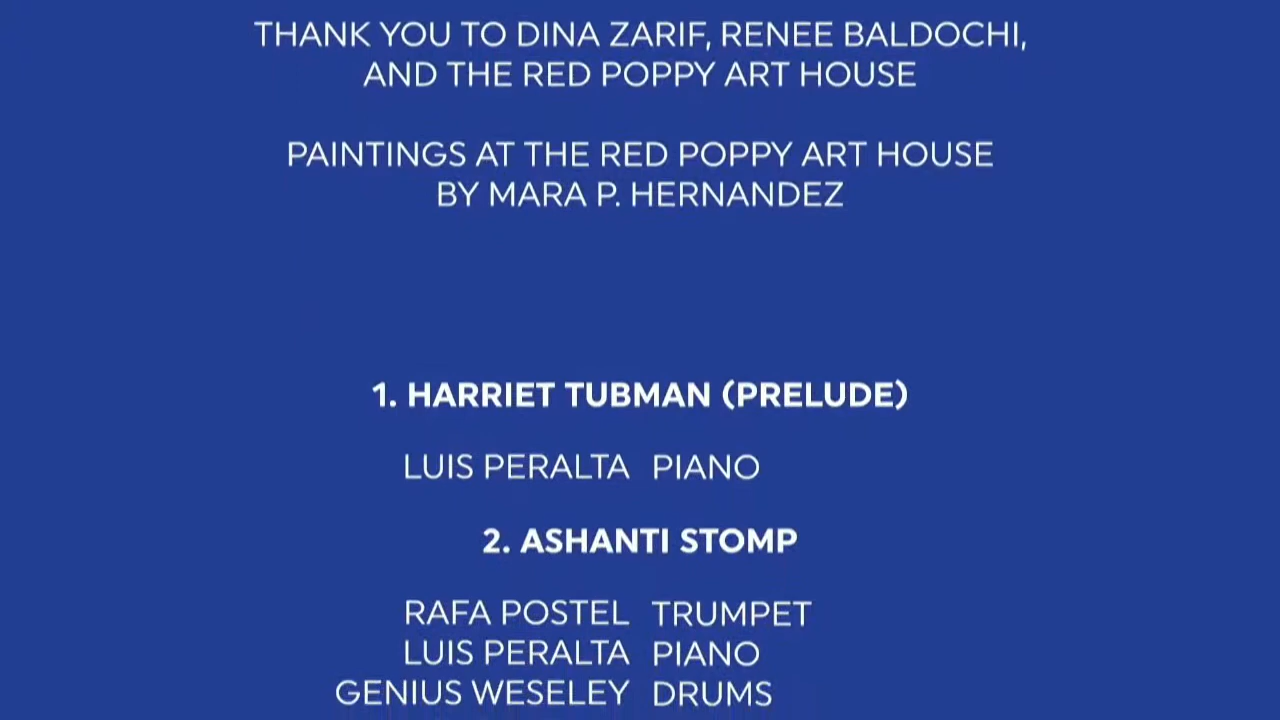 THANK YOU TO DINA ZARIF, RENEE BALDOCHI,
AND THE RED POPPY ART HOUSE
PAINTINGS AT THE RED POPPY ART HOUSE
BY MARA P. HERNANDEZ
1. HARRIET TUBMAN (PRELUDE)
LUIS PERALTA PIANO
2. ASHANTI STOMP
RAFA POSTEL TRUMPET
LUIS PERALTA PIANO
GENIUS WESELEY DRUMS